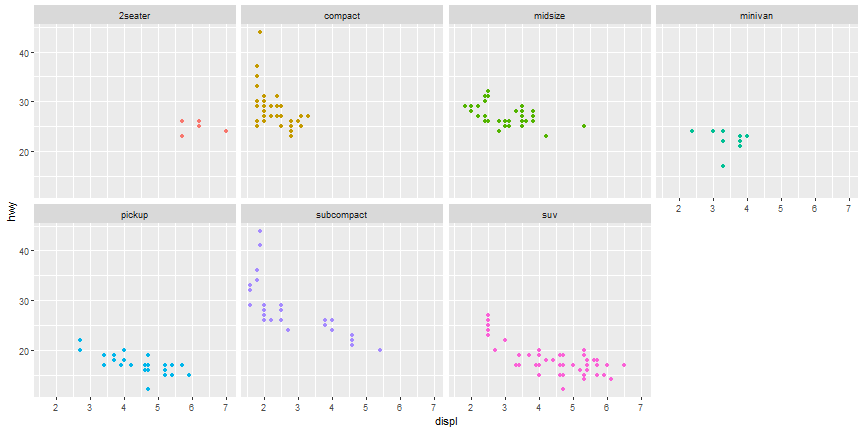 2seater compact midsize minivan
40
30
20
2 3 4 5 6 7
hwy
pickup subcompact suv
40
30
20
2 3 4 5 6 7 2 3 4 5 6 7 2 3 4 5 6 7
displ